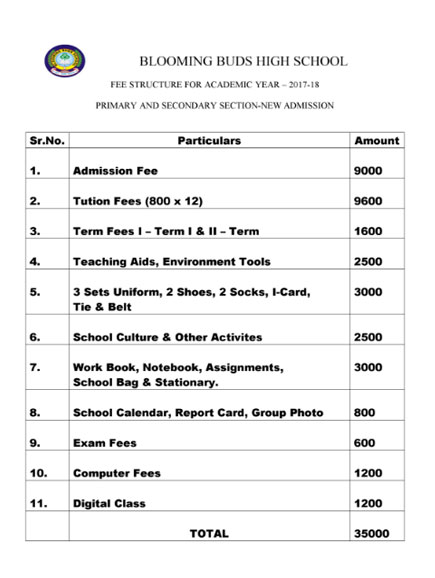 BLOOMING BUDS HIGH SCHOOL
FEE STRUCTURE FOR ACADEMIC YEAR – 2017-18
PRIMARY AND SECONDARY SECTION-NEW ADMISSION
Sr.No. Particulars Amount
1. Admission Fee 9000
2. Tution Fees (800 x 12) 9600
3. Term Fees I – Term I & II – Term 1600
4. Teaching Aids, Environment Tools 2500
5. 3 Sets Uniform, 2 Shoes, 2 Socks, I-Card, 3000
Tie & Belt
6. School Culture & Other Activites 2500
7. Work Book, Notebook, Assignments, 3000
School Bag & Stationary.
8. School Calendar, Report Card, Group Photo 800
9. Exam Fees 600
10. Computer Fees 1200
11. Digital Class 1200
TOTAL 35000